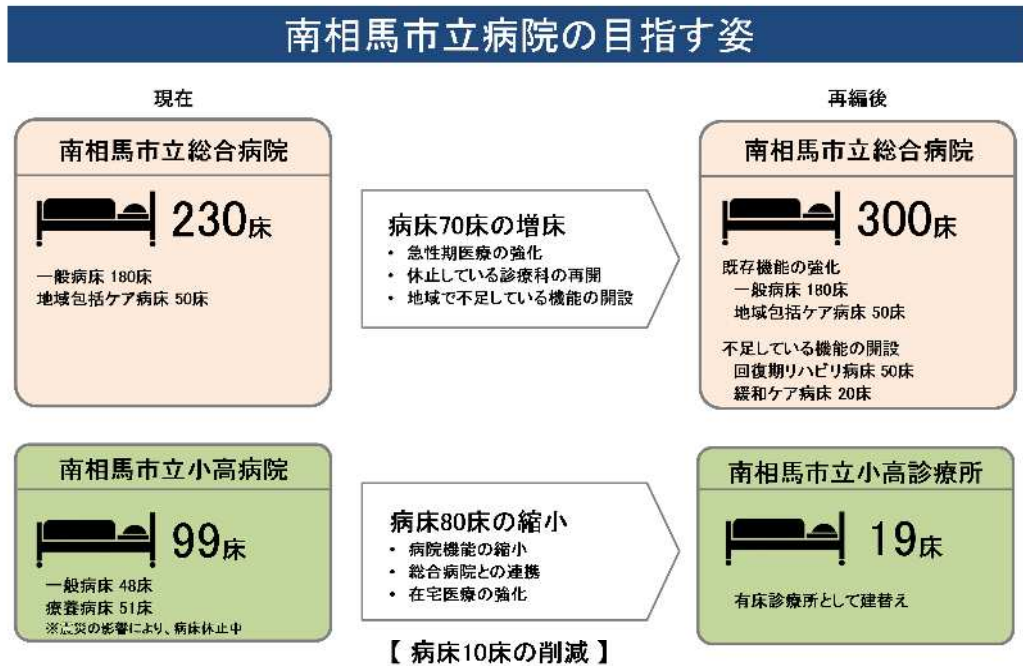 南相馬市立病院の目指す姿
現在
南相馬市立総合病院
230床
一般病床 180床
地域包括ケア病床 50床
病床70床の増床
• 急性期医療の強化
• 休止している診療科の再開
• 地域で不足している機能の開設
再編後
南相馬市立総合病院
300床
既存機能の強化
一般病床 180床
地域包括ケア病床 50床
不足している機能の開設
回復期リハビリ病床 50床
緩和ケア病床 20床
南相馬市立小高病院
99床
一般病床 48床
療養病床 51床
※震災の影響により、病床休止中
病床80床の縮小
• 病院機能の縮小
• 総合病院との連携
• 在宅医療の強化
南相馬市立小高診療所
19床
有床診療所として建替え
【 病床10床の削減 】